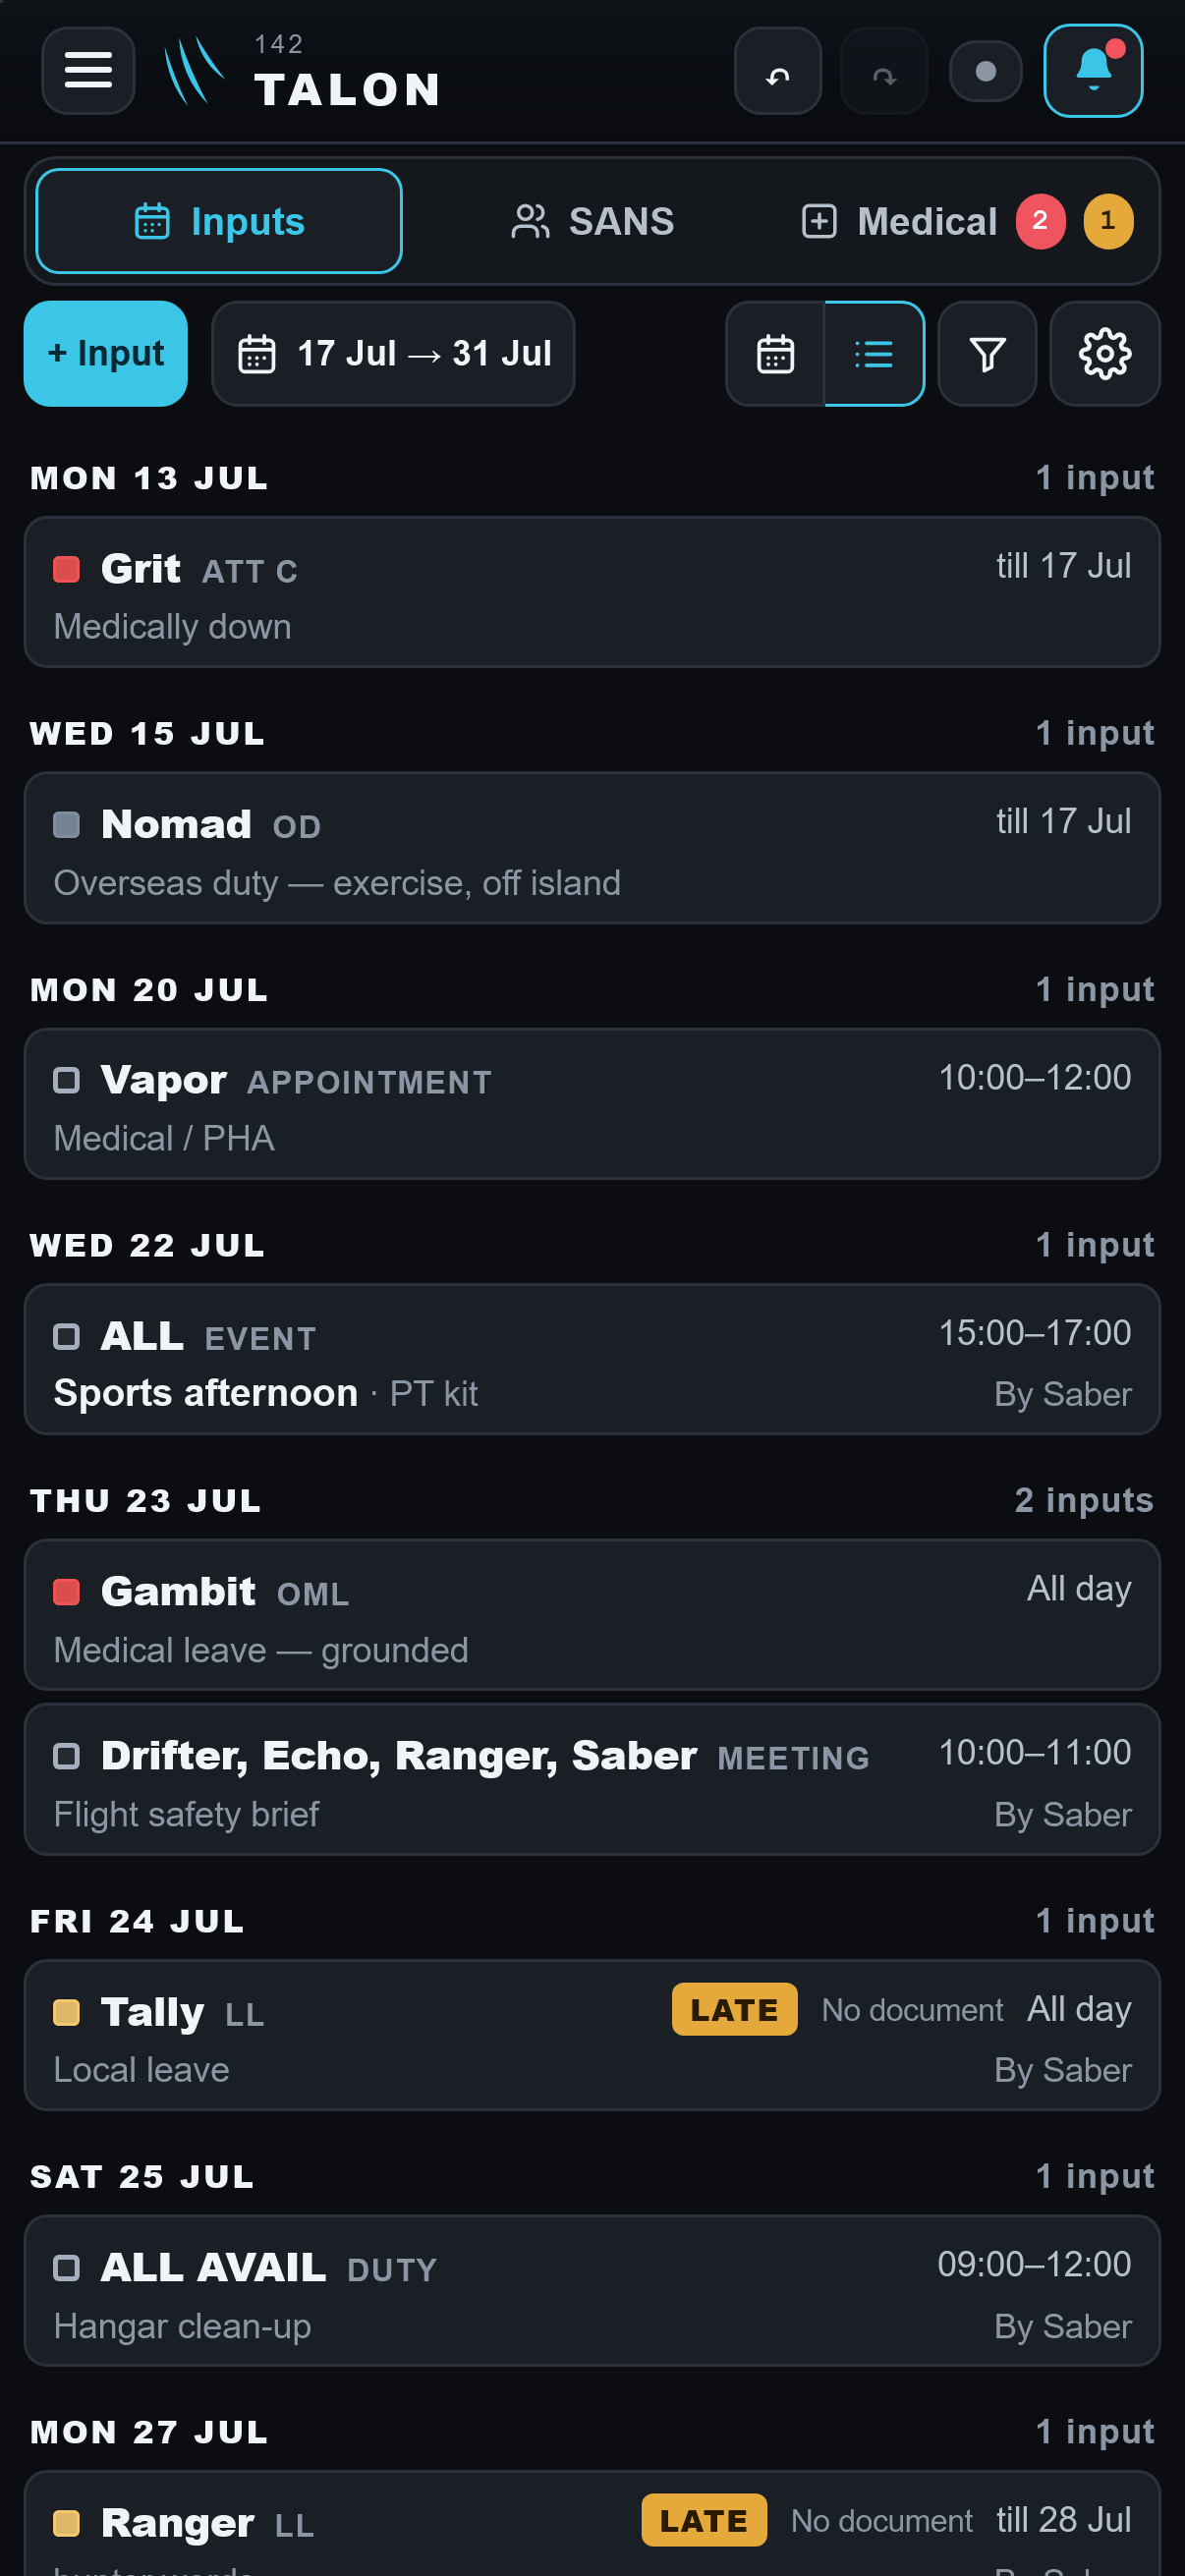 142
TALON
Inputs
SANS
Medical 2 1
+ Input
17 Jul → 31 Jul
MON 13 JUL 1 input
Grit ATT C till 17 Jul
Medically down
WED 15 JUL 1 input
Nomad OD till 17 Jul
Overseas duty — exercise, off island
MON 20 JUL 1 input
Vapor APPOINTMENT 10:00–12:00
Medical / PHA
WED 22 JUL 1 input
ALL EVENT 15:00–17:00
Sports afternoon · PT kit By Saber
THU 23 JUL 2 inputs
Gambit OML All day
Medical leave — grounded
Drifter, Echo, Ranger, Saber MEETING 10:00–11:00
Flight safety brief By Saber
FRI 24 JUL 1 input
Tally LL LATE No document All day
Local leave By Saber
SAT 25 JUL 1 input
ALL AVAIL DUTY 09:00–12:00
Hangar clean-up By Saber
MON 27 JUL 1 input
Ranger LL LATE No document till 28 Jul